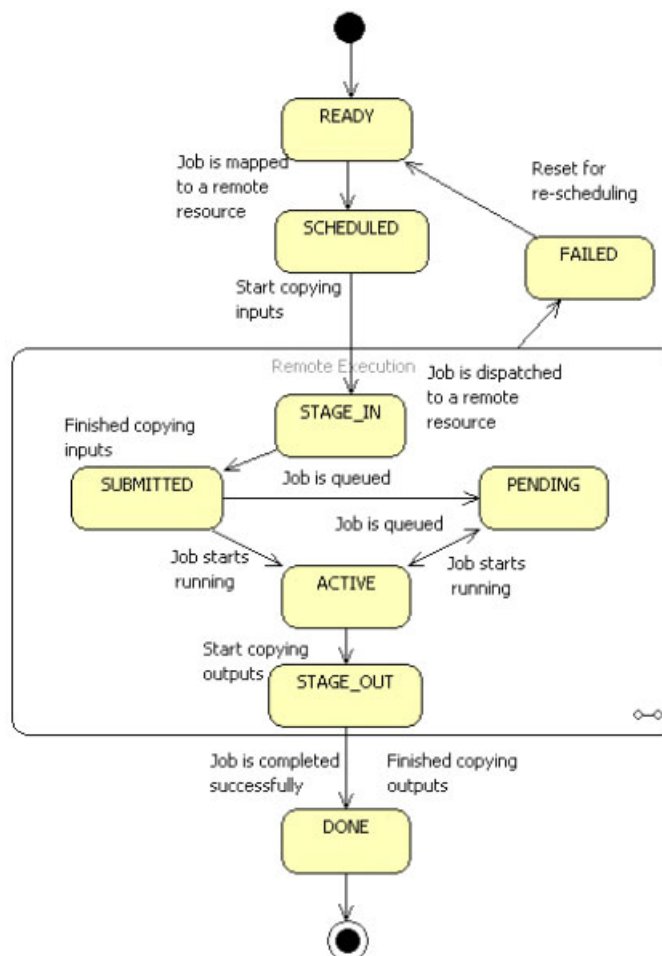 READY
Job is mapped
to a remote
resource
Reset for
re-scheduling
SCHEDULED
FAILED
Start copying
inputs
Remote Execution
Job is dispatched
to a remote
resource
STAGE_IN
Finished copying
inputs
SUBMITTED
Job is queued
PENDING
Job is queued
Job starts
running
Job starts
running
ACTIVE
Start copying
outputs
STAGE_OUT
Job is completed
successfully
Finished copying
outputs
DONE